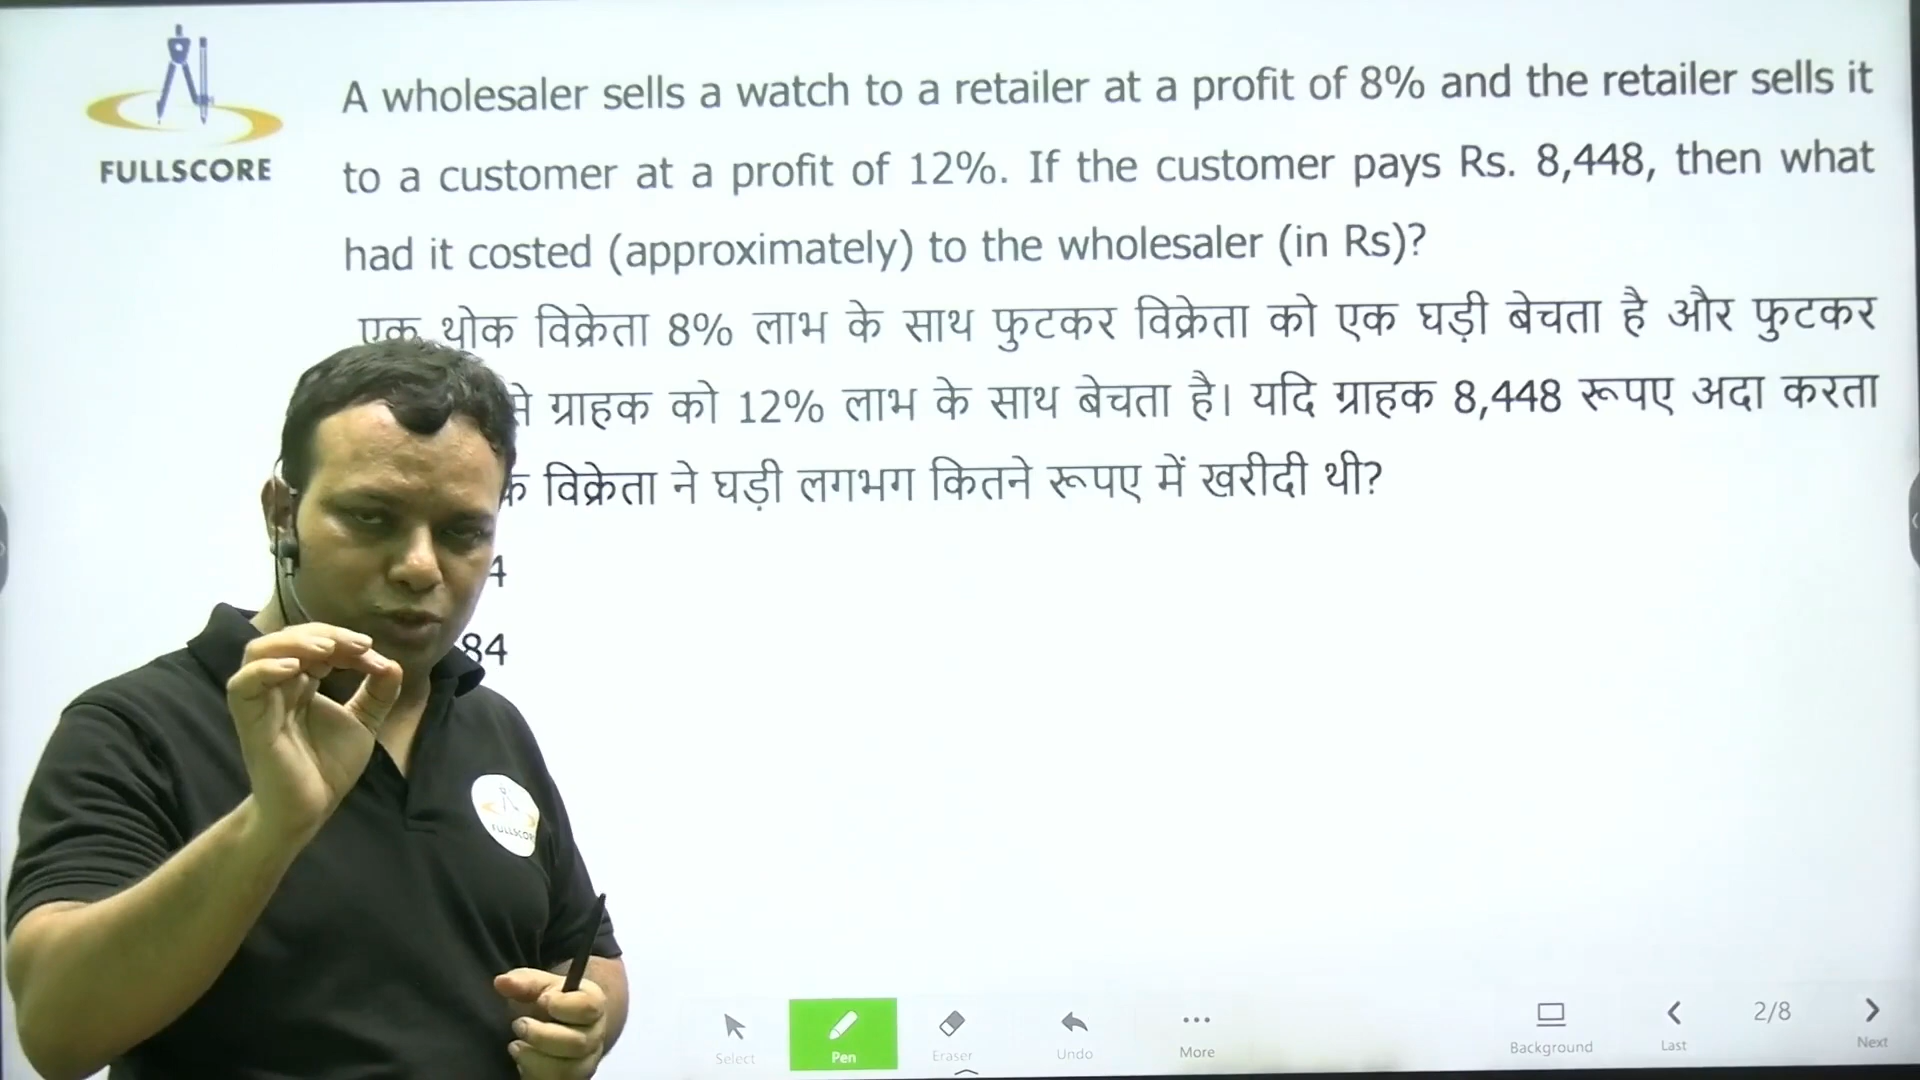 FULLSCORE
A wholesaler sells a watch to a retailer at a profit of 8% and the retailer sells it
to a customer at a profit of 12%. If the customer pays Rs. 8,448, then what
had it costed (approximately) to the wholesaler (in Rs)?
एक थोक विक्रेता 8% लाभ के साथ फुटकर विक्रेता को एक घड़ी बेचता है और फुटकर
ग्राहक को 12% लाभ के साथ बेचता है। यदि ग्राहक 8,448 रूपए अदा करता
विक्रेता ने घड़ी लगभग कितने रूपए में खरीदी थी?
4
84
FULLSCORE
Select
Pen
Eraser
Undo
More
Background
Last
2/8
Next